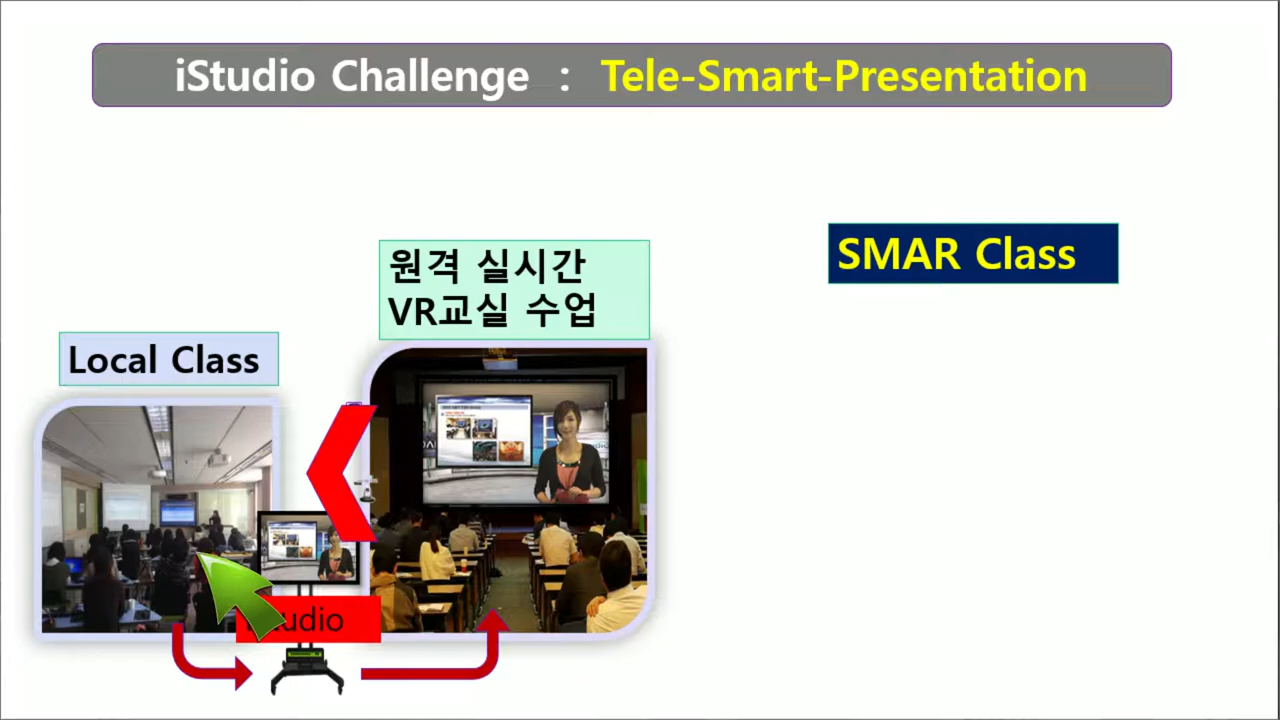 iStudio Challenge : Tele-Smart-Presentation
SMAR Class
원격 실시간
VR교실 수업
Local Class